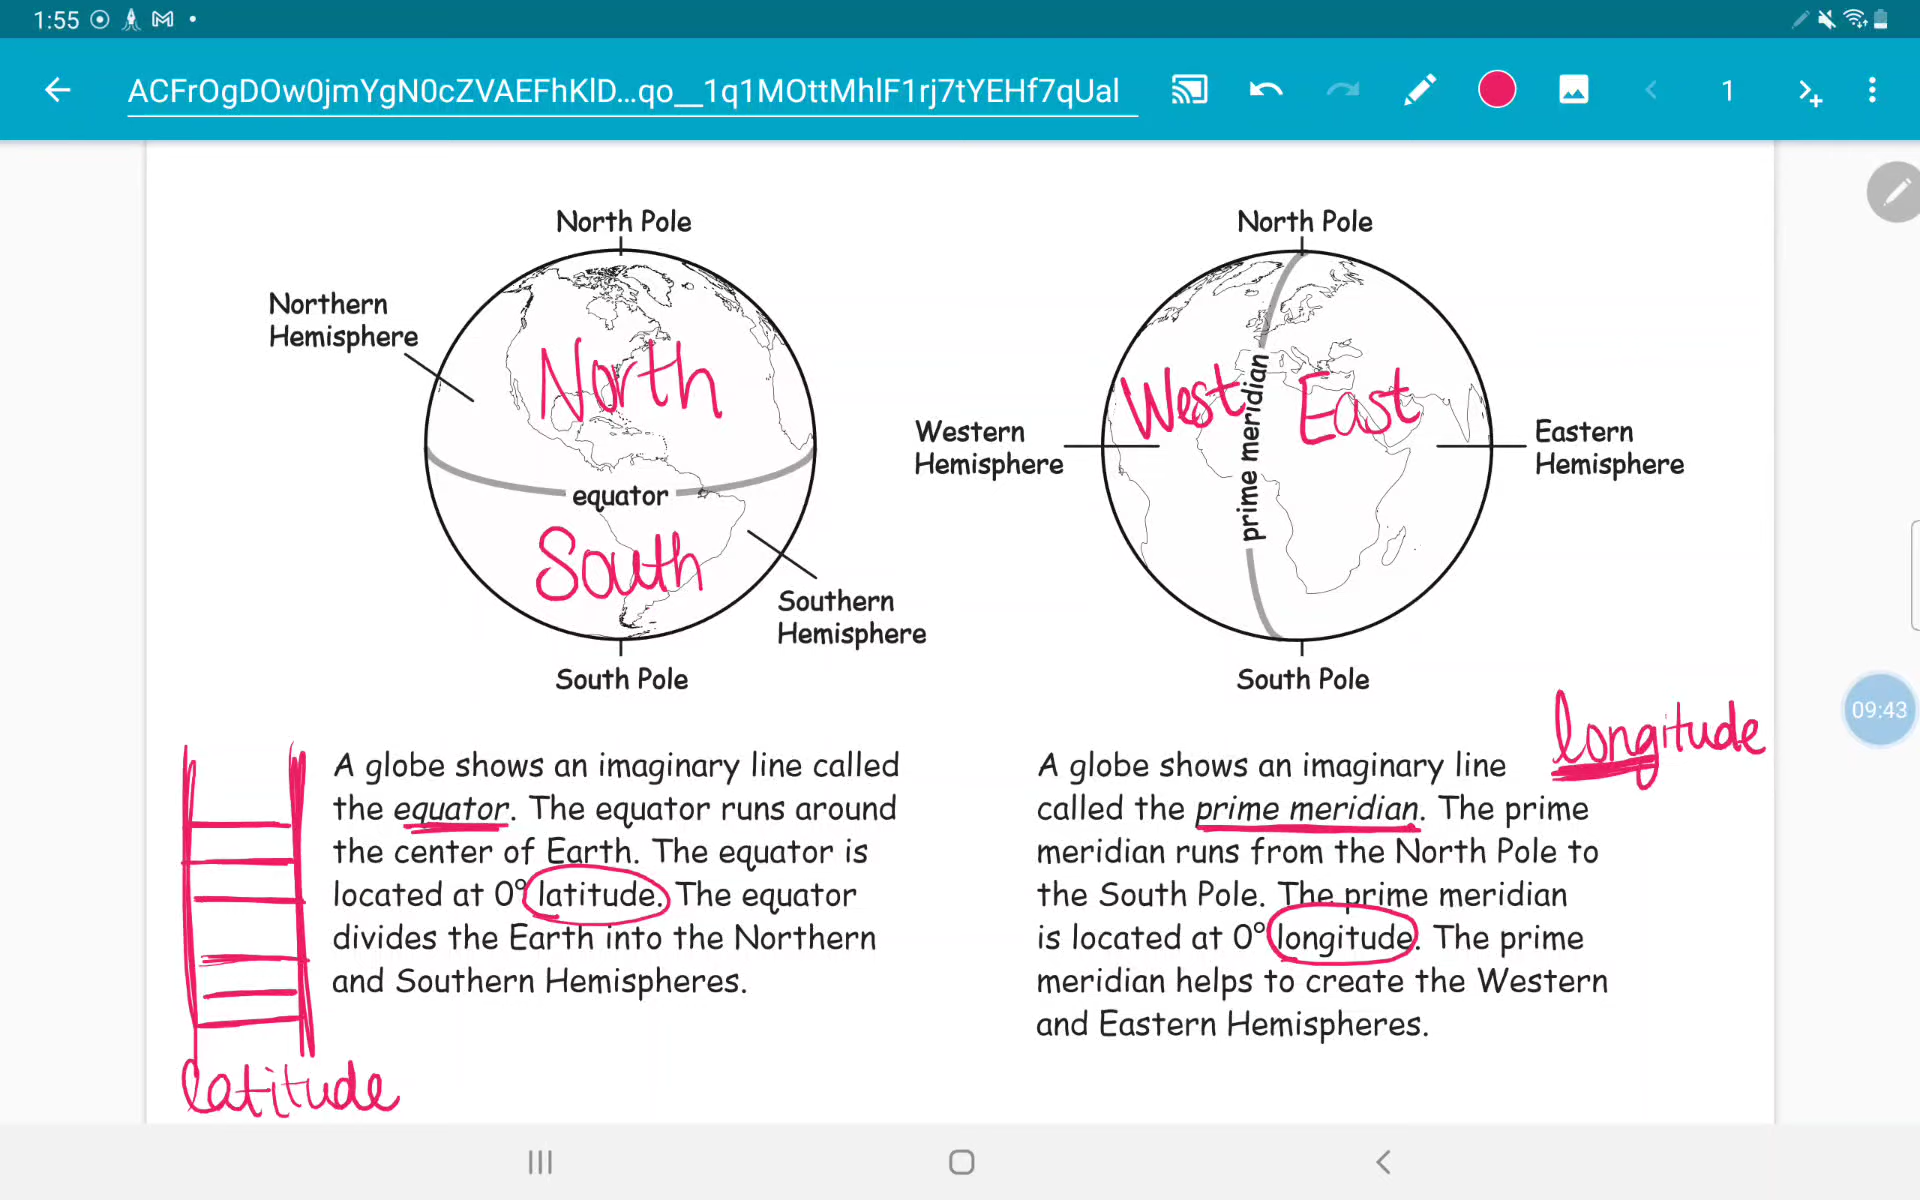 1:55
ACFrOgDOw0jmYgN0cZVAEFhKlD...qo__1q1MOttMhlF1rj7tYEHf7qUal
1
North Pole
Northern
Hemisphere
North
equator
South
Southern
Hemisphere
South Pole
North Pole
West
East
prime meridian
Western
Hemisphere
Eastern
Hemisphere
South Pole
09:43
longitude
A globe shows an imaginary line called
the equator. The equator runs around
the center of Earth. The equator is
located at 0° latitude. The equator
divides the Earth into the Northern
and Southern Hemispheres.
latitude
A globe shows an imaginary line
called the prime meridian. The prime
meridian runs from the North Pole to
the South Pole. The prime meridian
is located at 0° longitude. The prime
meridian helps to create the Western
and Eastern Hemispheres.